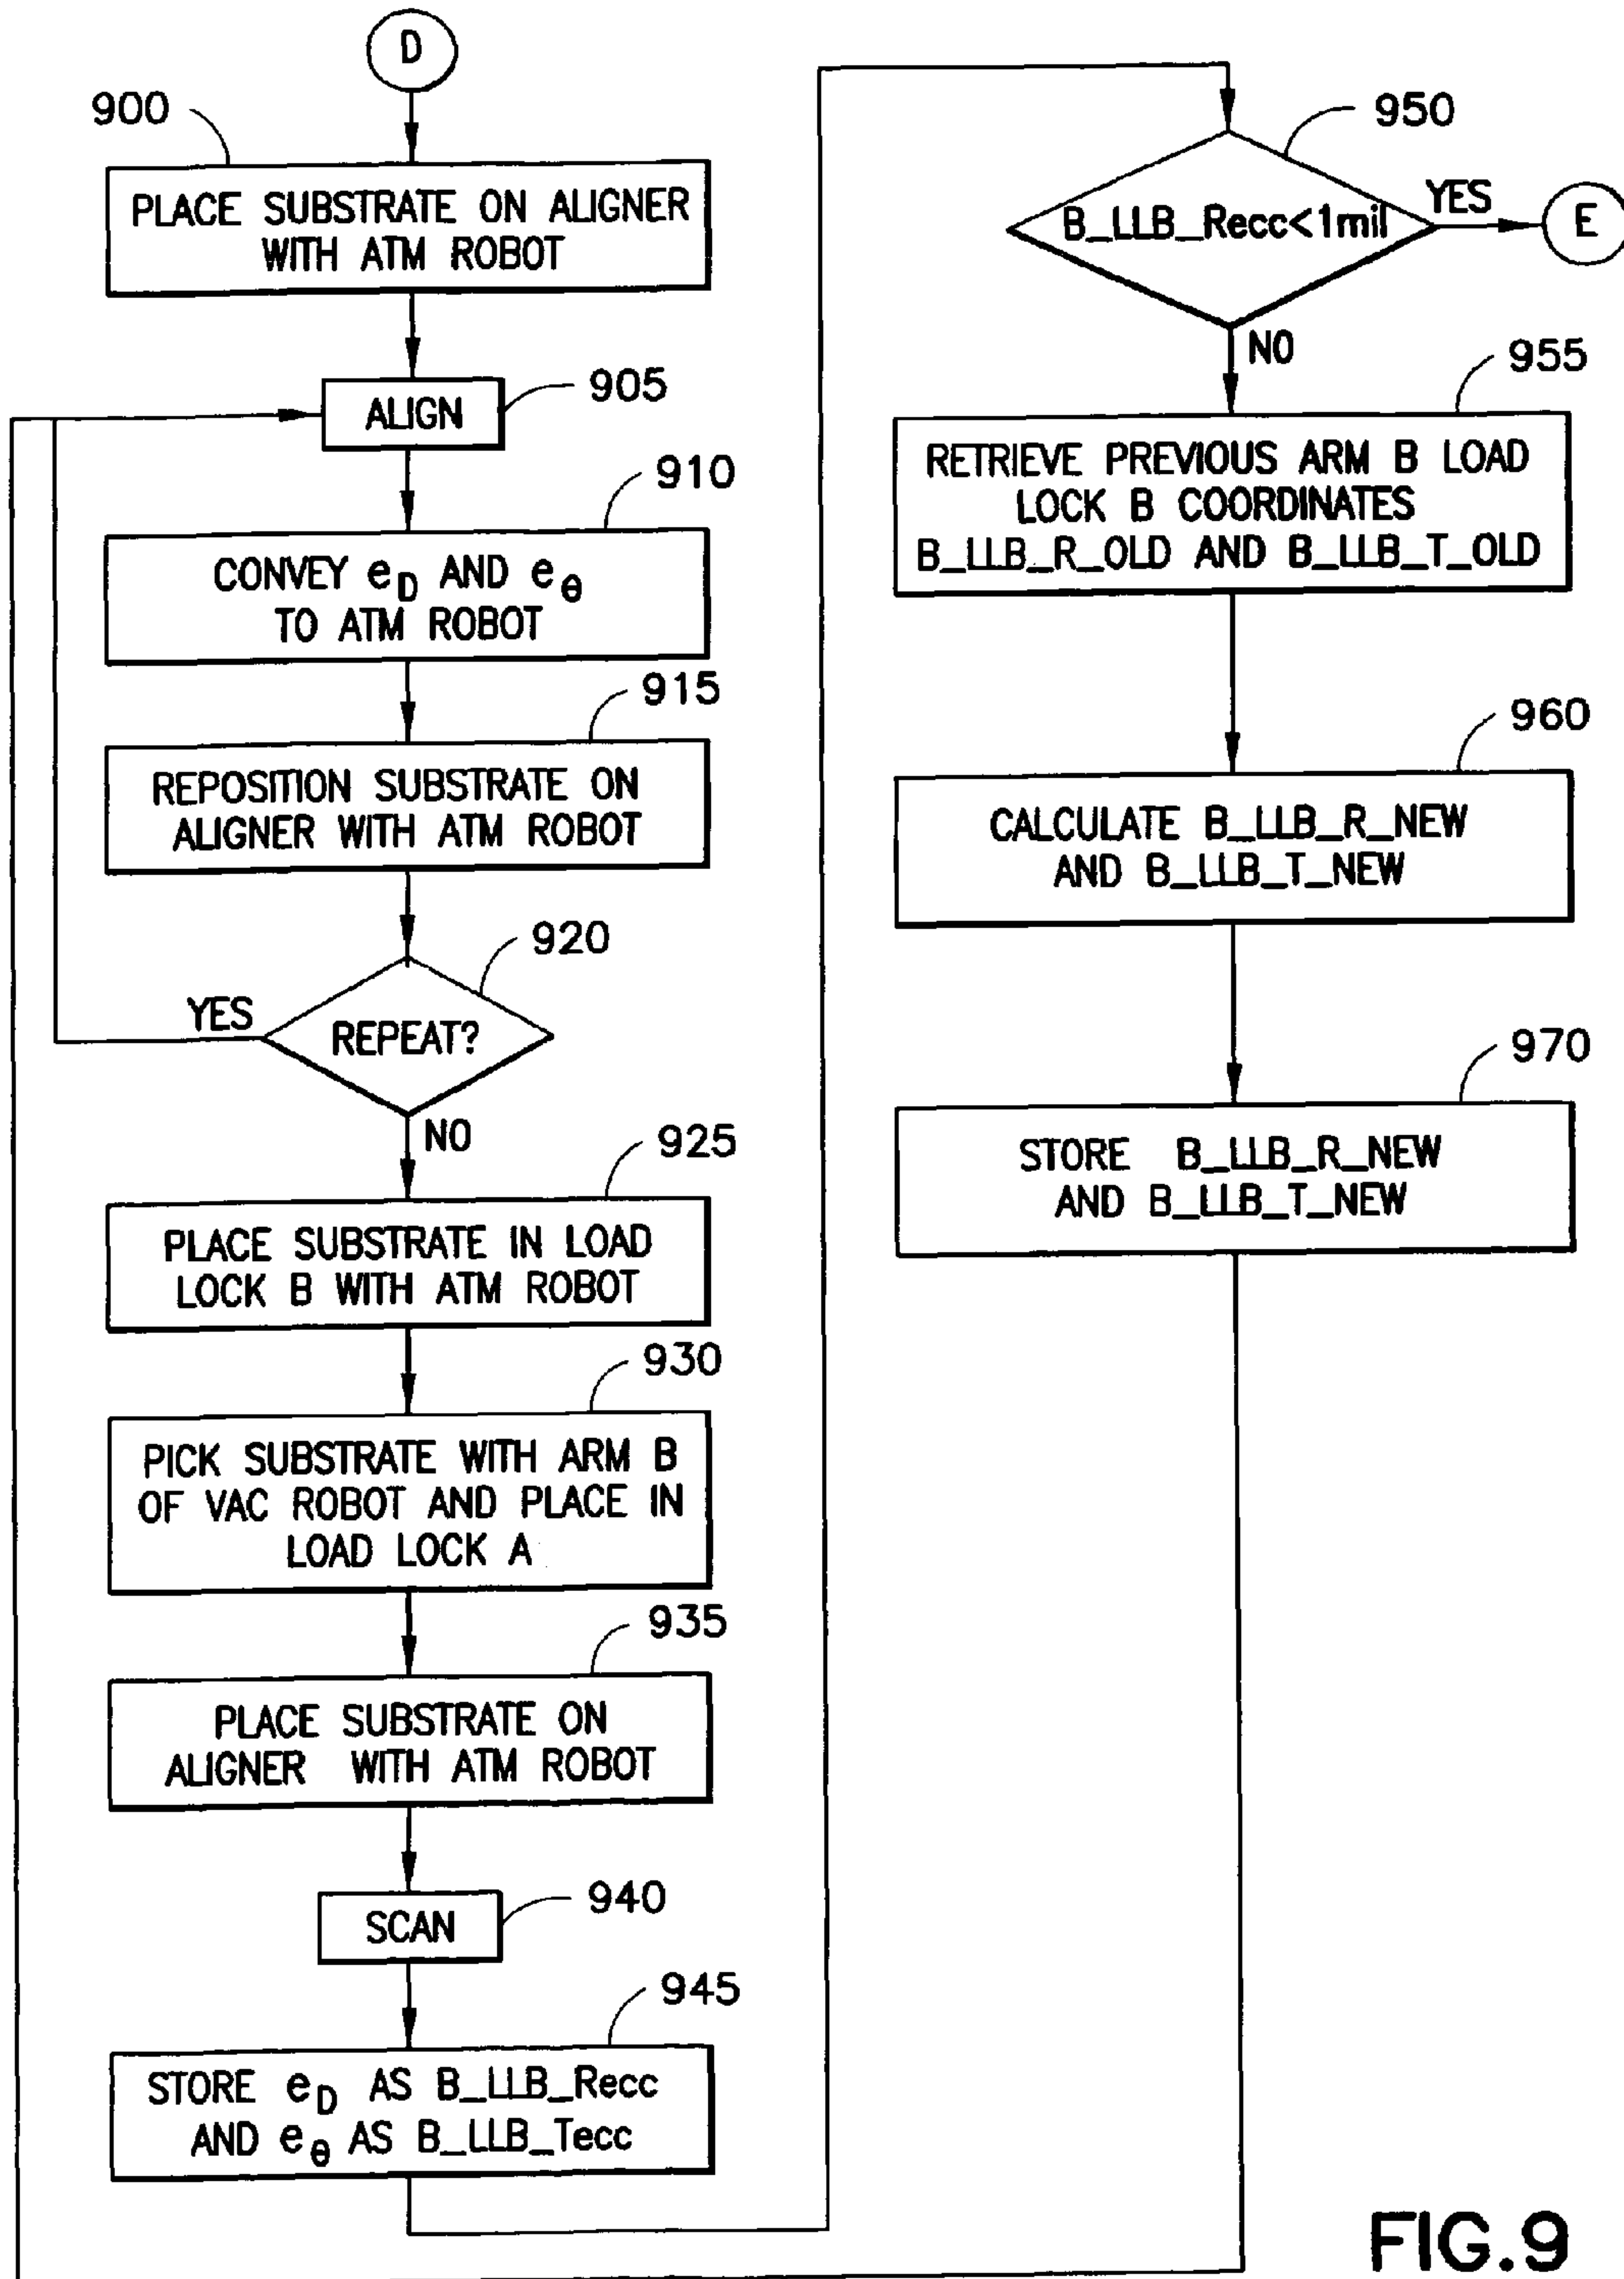 D
900
PLACE SUBSTRATE ON ALIGNER
WITH ATM ROBOT
ALIGN
905
910
CONVEY eD AND eθ
TO ATM ROBOT
915
REPOSITION SUBSTRATE ON
ALIGNER WITH ATM ROBOT
920
YES
REPEAT?
NO
925
PLACE SUBSTRATE IN LOAD
LOCK B WITH ATM ROBOT
930
PICK SUBSTRATE WITH ARM B
OF VAC ROBOT AND PLACE IN
LOAD LOCK A
935
PLACE SUBSTRATE ON
ALIGNER WITH ATM ROBOT
SCAN
940
945
STORE eD AS B_LLB_Recc
AND eθ AS B_LLB_Tecc
950
B_LLB_Recc<1mil
YES
E
NO
955
RETRIEVE PREVIOUS ARM B LOAD
LOCK B COORDINATES
B_LLB_R_OLD AND B_LLB_T_OLD
960
CALCULATE B_LLB_R_NEW
AND B_LLB_T_NEW
970
STORE B_LLB_R_NEW
AND B_LLB_T_NEW
FIG.9